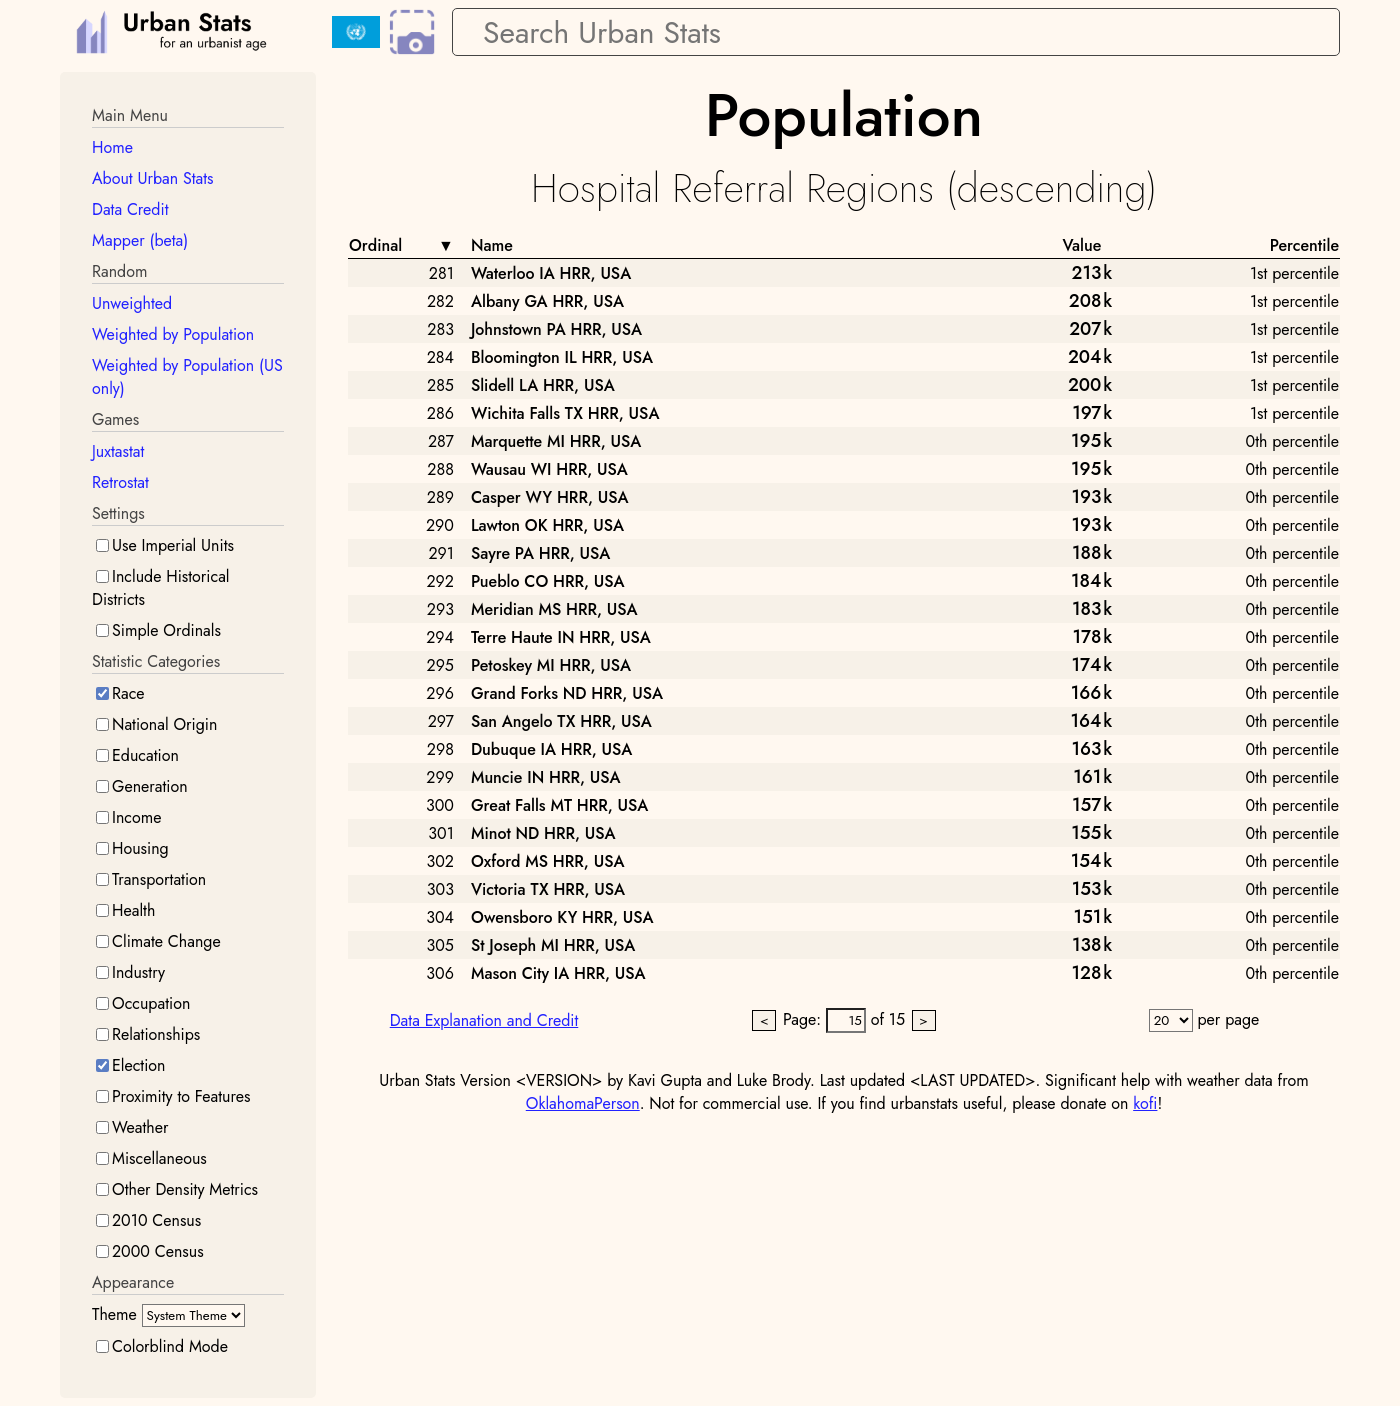 Urban Stats
for an urbanist age
Search Urban Stats
Main Menu
Home
About Urban Stats
Data Credit
Mapper (beta)
Random
Unweighted
Weighted by Population
Weighted by Population (US
only)
Games
Juxtastat
Retrostat
Settings
Use Imperial Units
Include Historical
Districts
Simple Ordinals
Statistic Categories
Race
National Origin
Education
Generation
Income
Housing
Transportation
Health
Climate Change
Industry
Occupation
Relationships
Election
Proximity to Features
Weather
Miscellaneous
Other Density Metrics
2010 Census
2000 Census
Appearance
Theme System Theme
Colorblind Mode
Population
Hospital Referral Regions (descending)
Ordinal ▼ Name Value Percentile
281 Waterloo IA HRR, USA 213k 1st percentile
282 Albany GA HRR, USA 208k 1st percentile
283 Johnstown PA HRR, USA 207k 1st percentile
284 Bloomington IL HRR, USA 204k 1st percentile
285 Slidell LA HRR, USA 200k 1st percentile
286 Wichita Falls TX HRR, USA 197k 1st percentile
287 Marquette MI HRR, USA 195k 0th percentile
288 Wausau WI HRR, USA 195k 0th percentile
289 Casper WY HRR, USA 193k 0th percentile
290 Lawton OK HRR, USA 193k 0th percentile
291 Sayre PA HRR, USA 188k 0th percentile
292 Pueblo CO HRR, USA 184k 0th percentile
293 Meridian MS HRR, USA 183k 0th percentile
294 Terre Haute IN HRR, USA 178k 0th percentile
295 Petoskey MI HRR, USA 174k 0th percentile
296 Grand Forks ND HRR, USA 166k 0th percentile
297 San Angelo TX HRR, USA 164k 0th percentile
298 Dubuque IA HRR, USA 163k 0th percentile
299 Muncie IN HRR, USA 161k 0th percentile
300 Great Falls MT HRR, USA 157k 0th percentile
301 Minot ND HRR, USA 155k 0th percentile
302 Oxford MS HRR, USA 154k 0th percentile
303 Victoria TX HRR, USA 153k 0th percentile
304 Owensboro KY HRR, USA 151k 0th percentile
305 St Joseph MI HRR, USA 138k 0th percentile
306 Mason City IA HRR, USA 128k 0th percentile
Data Explanation and Credit < Page: 15 of 15 > 20 per page
Urban Stats Version <VERSION> by Kavi Gupta and Luke Brody. Last updated <LAST UPDATED>. Significant help with weather data from
OklahomaPerson. Not for commercial use. If you find urbanstats useful, please donate on kofi!